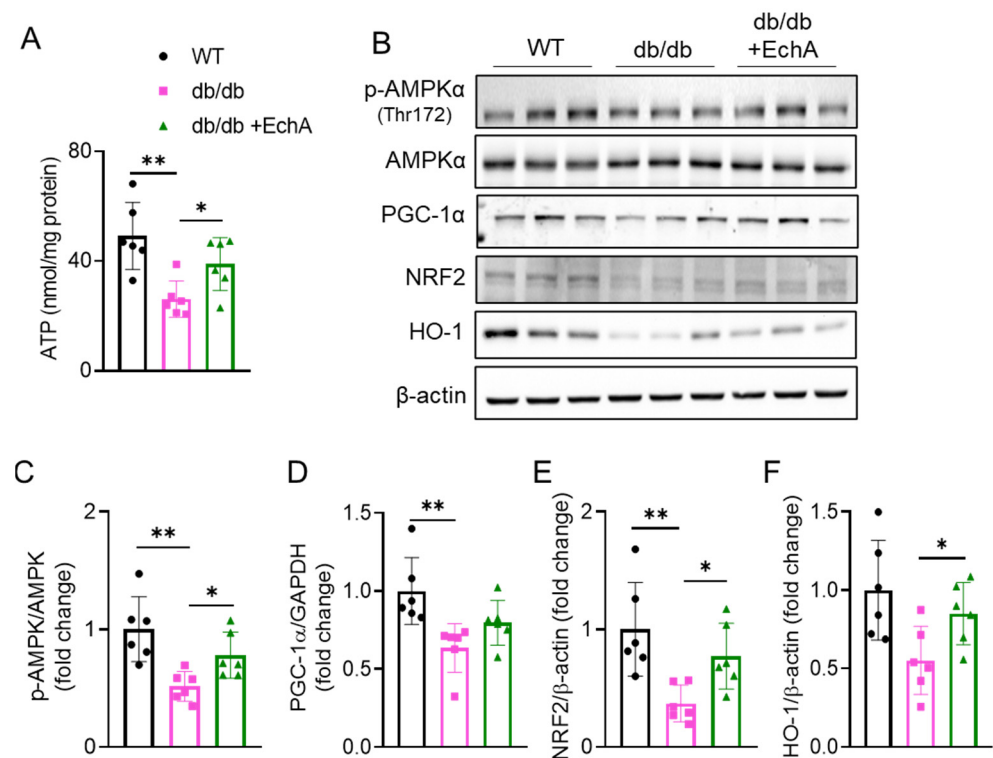 A
WT
db/db
db/db +EchA
ATP (nmol/mg protein)
80
40
0
**
*
B
WT
db/db
db/db
+EchA
p-AMPKα
(Thr172)
AMPKα
PGC-1α
NRF2
HO-1
β-actin
C
p-AMPK/AMPK
(fold change)
2
1
0
**
*
D
PGC-1α/GAPDH
(fold change)
1.5
1.0
0.5
0.0
**
E
NRF2/β-actin (fold change)
2
1
0
**
*
F
HO-1/β-actin (fold change)
1.5
1.0
0.5
0.0
*